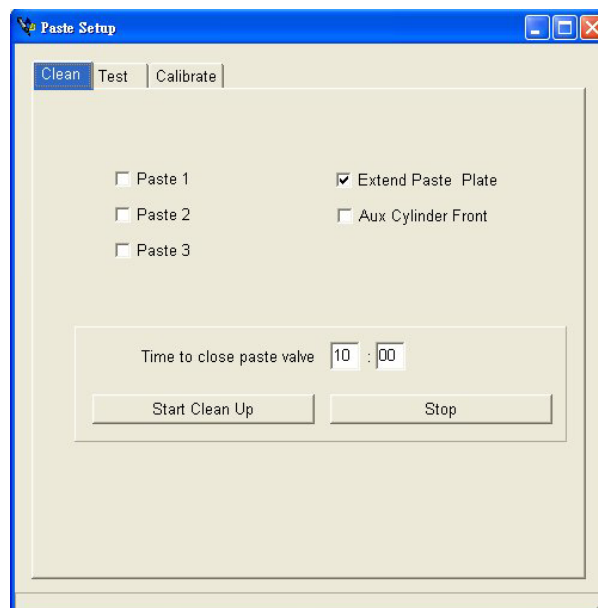 Paste Setup
Clean Test Calibrate
Paste 1 Extend Paste Plate
Paste 2 Aux Cylinder Front
Paste 3
Time to close paste valve 10 : 00
Start Clean Up Stop